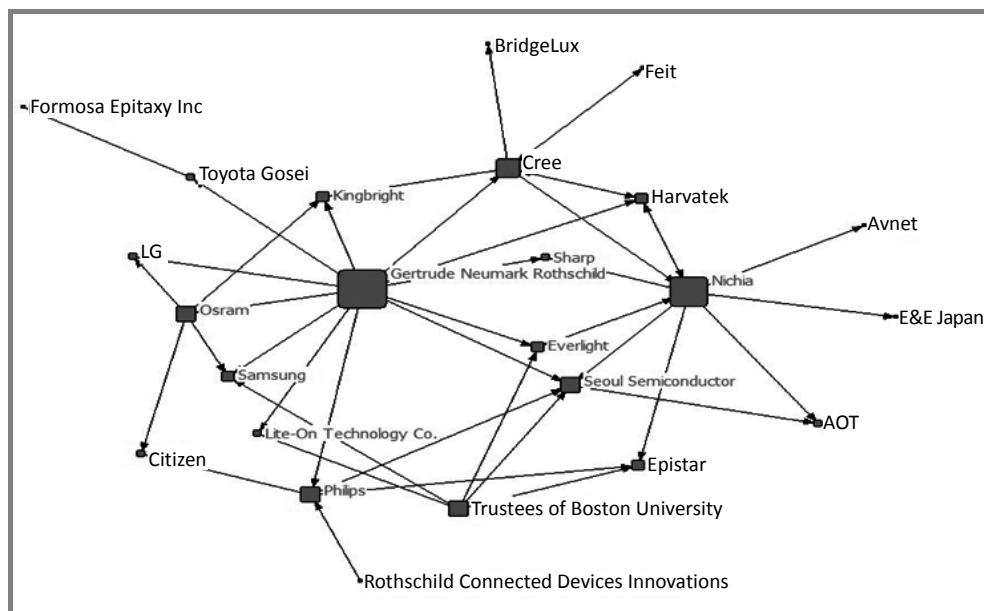 BridgeLux
Feit
Formosa Epitaxy Inc
Cree
Toyota Gosei
Kingbright
Harvatek
Avnet
LG
Sharp
Gertrude Neumark Rothschild
Nichia
Osram
E&E Japan
Everlight
Samsung
Seoul Semiconductor
AOT
Lite-On Technology Co.
Citizen
Epistar
Philips
Trustees of Boston University
Rothschild Connected Devices Innovations